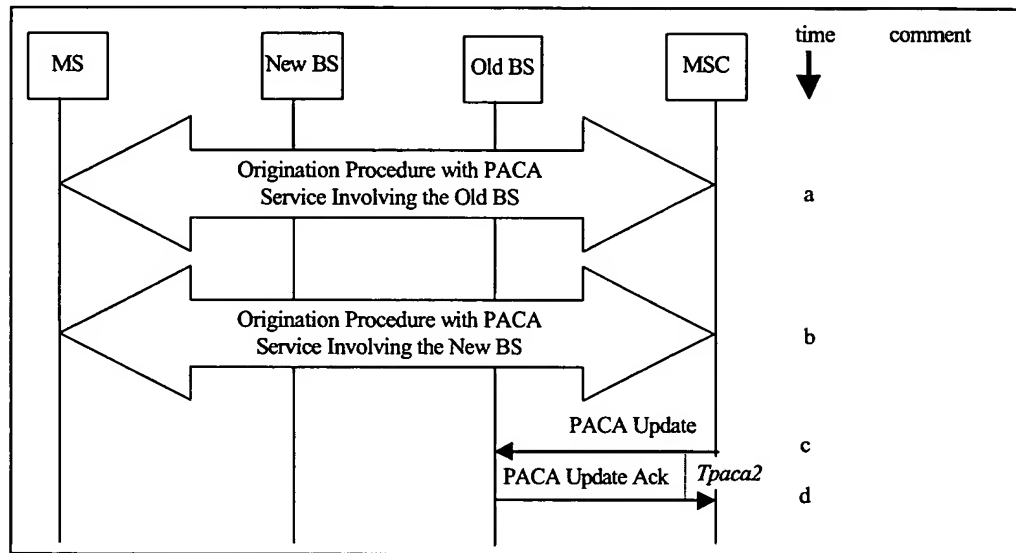 time comment
MS New BS Old BS MSC
Origination Procedure with PACA
Service Involving the Old BS
a
Origination Procedure with PACA
Service Involving the New BS
b
PACA Update
c
PACA Update Ack Tpaca2
d